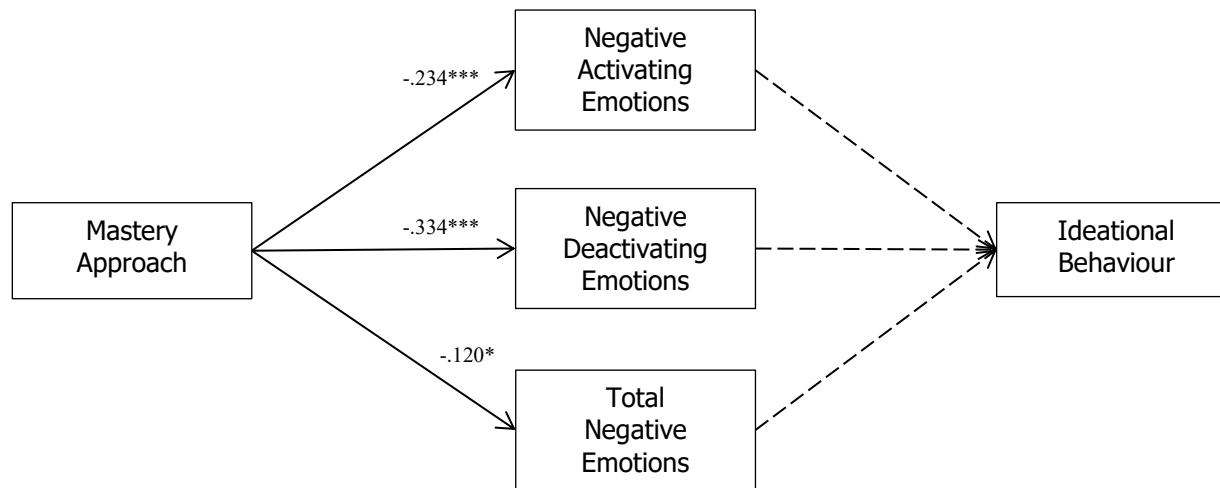 Negative
Activating
Emotions
-.234***
Mastery
Approach
-.334***
Negative
Deactivating
Emotions
Ideational
Behaviour
-.120*
Total
Negative
Emotions